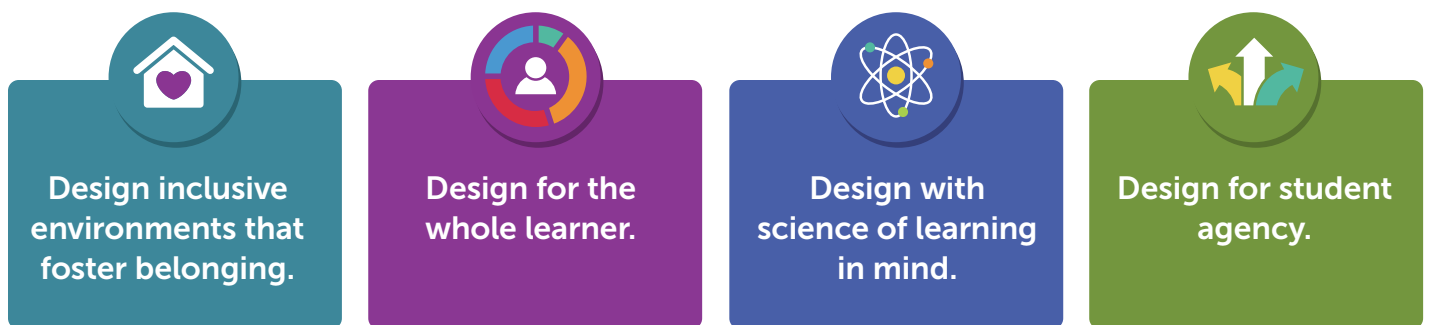 Design inclusive
environments that
foster belonging.
Design for the
whole learner.
Design with
science of learning
in mind.
Design for student
agency.